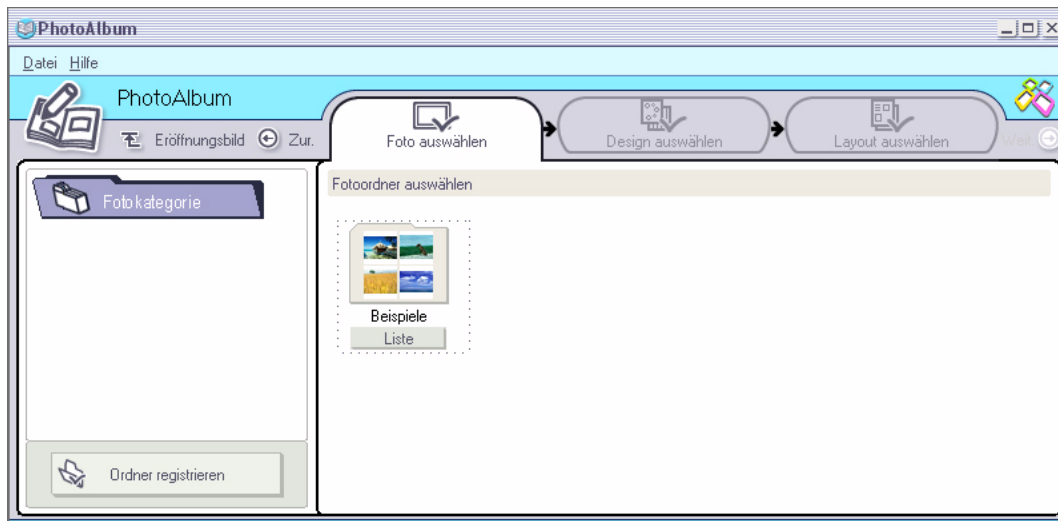 PhotoAlbum
Datei Hilfe
PhotoAlbum
Eröffnungsbild Zur.
Foto auswählen
Design auswählen
Layout auswählen
Weit.
Fotokategorie
Fotoordner auswählen
Beispiele
Liste
Ordner registrieren